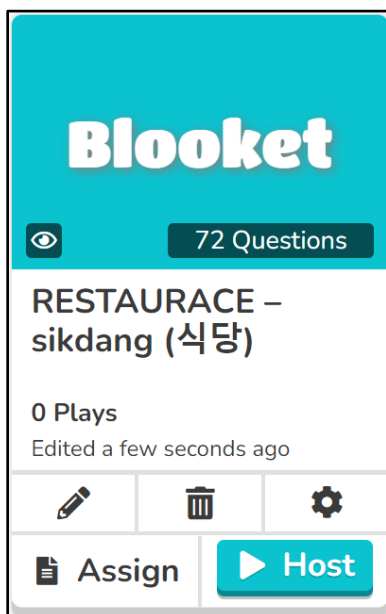 Blooket
72 Questions
RESTAURACE –
sikdang (식당)
0 Plays
Edited a few seconds ago
Assign
Host